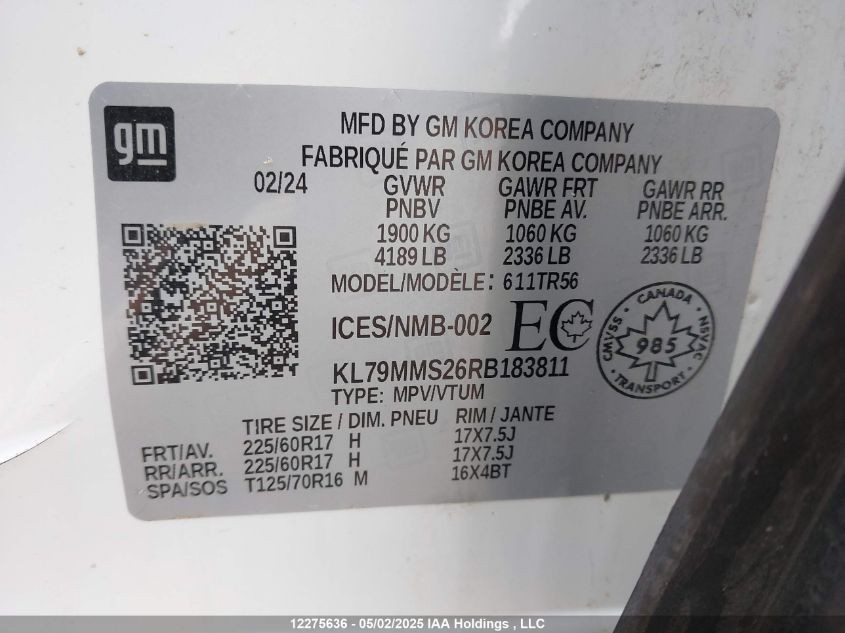 gm
MFD BY GM KOREA COMPANY
FABRIQUÉ PAR GM KOREA COMPANY
02/24 GVWR GAWR FRT GAWR RR
PNBV PNBE AV. PNBE ARR.
1900 KG 1060 KG 1060 KG
4189 LB 2336 LB 2336 LB
MODEL/MODÈLE: 611TR56
ICES/NMB-002 EC
CANADA
CMVSS 985 NSVAC
TRANSPORT
KL79MMS26RB183811
TYPE: MPV/VTUM
TIRE SIZE / DIM. PNEU RIM / JANTE
FRT/AV. 225/60R17 H 17X7.5J
RR/ARR. 225/60R17 H 17X7.5J
SPA/SOS T125/70R16 M 16X4BT
12275636 - 05/02/2025 IAA Holdings , LLC